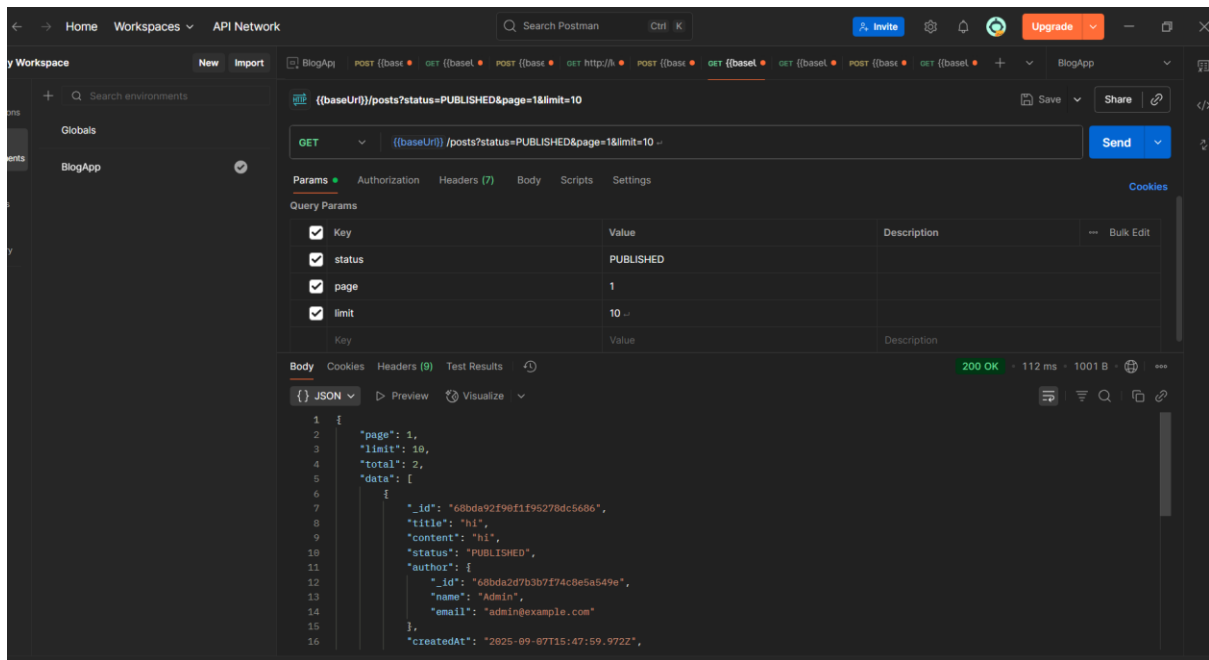 Home Workspaces API Network Search Postman Ctrl K Invite Upgrade
y Workspace New Import BlogAp POST {{base GET {{basel POST {{base GET http://l POST {{base GET {{basel GET {{basel POST {{base GET {{basel BlogApp
Search environments
{{baseUrl}}/posts?status=PUBLISHED&page=1&limit=10 Save Share
ons
Globals
GET {{baseUrl}} /posts?status=PUBLISHED&page=1&limit=10 Send
ents
BlogApp
Params Authorization Headers (7) Body Scripts Settings Cookies
s
Query Params
Key Value Description Bulk Edit
y
status PUBLISHED
page 1
limit 10
Key Value Description
Body Cookies Headers (9) Test Results 200 OK 112 ms 1001 B
{} JSON Preview Visualize
1 {
2 "page": 1,
3 "limit": 10,
4 "total": 2,
5 "data": [
6 {
7 "_id": "68bda92f90f1f95278dc5686",
8 "title": "hi",
9 "content": "hi",
10 "status": "PUBLISHED",
11 "author": {
12 "_id": "68bda2d7b3b7f74c8e5a549e",
13 "name": "Admin",
14 "email": "admin@example.com"
15 },
16 "createdAt": "2025-09-07T15:47:59.972Z",